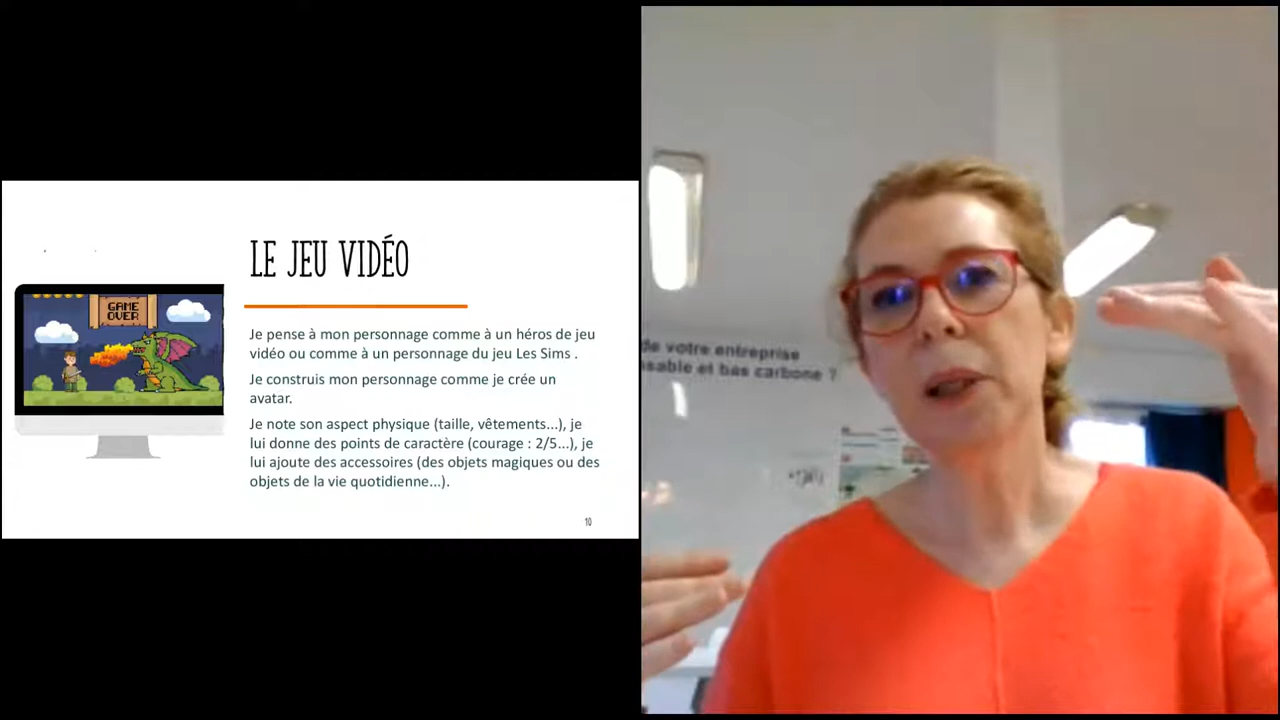 LE JEU VIDÉO
GAME
OVER
Je pense à mon personnage comme à un héros de jeu
vidéo ou comme à un personnage du jeu Les Sims .
Je construis mon personnage comme je crée un
avatar.
Je note son aspect physique (taille, vêtements...), je
lui donne des points de caractère (courage : 2/5...), je
lui ajoute des accessoires (des objets magiques ou des
objets de la vie quotidienne...).
10
de votre entreprise
et bas carbone ?